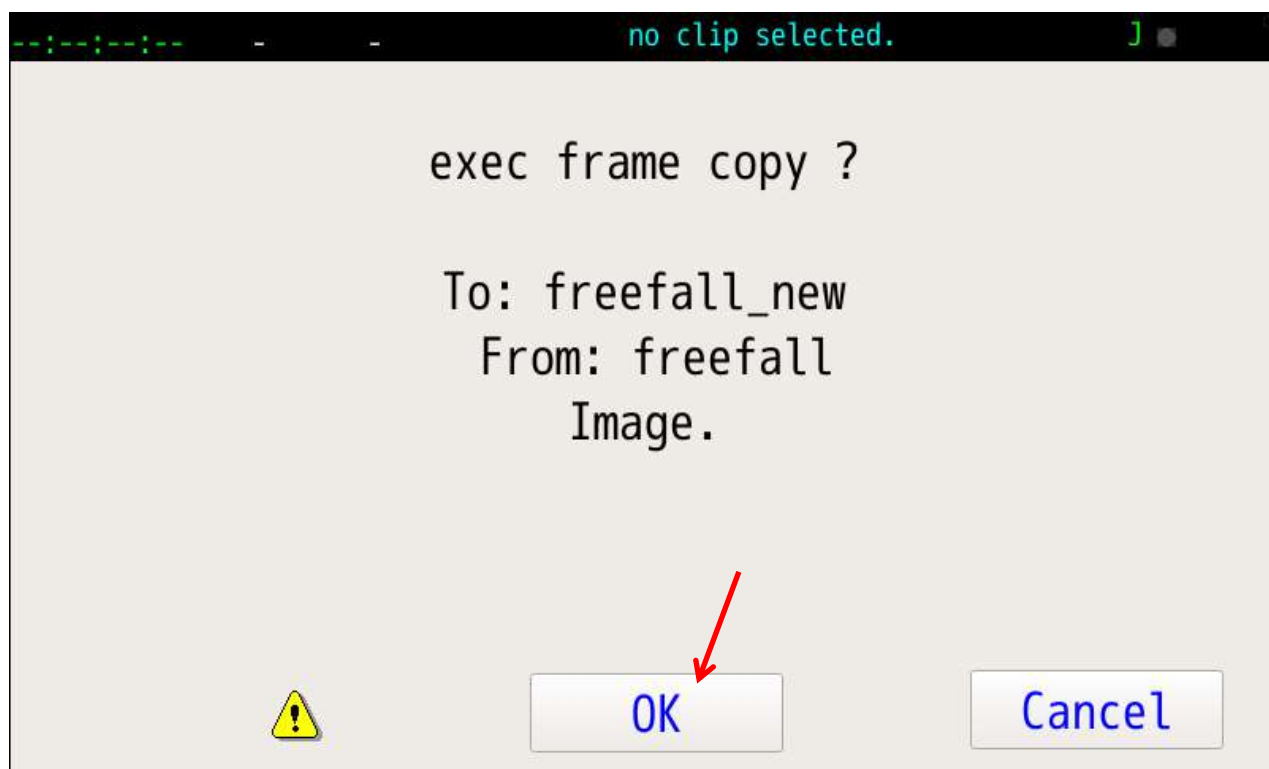 --:--:--:-- - - no clip selected. J
exec frame copy ?
To: freefall_new
From: freefall
Image.
OK Cancel